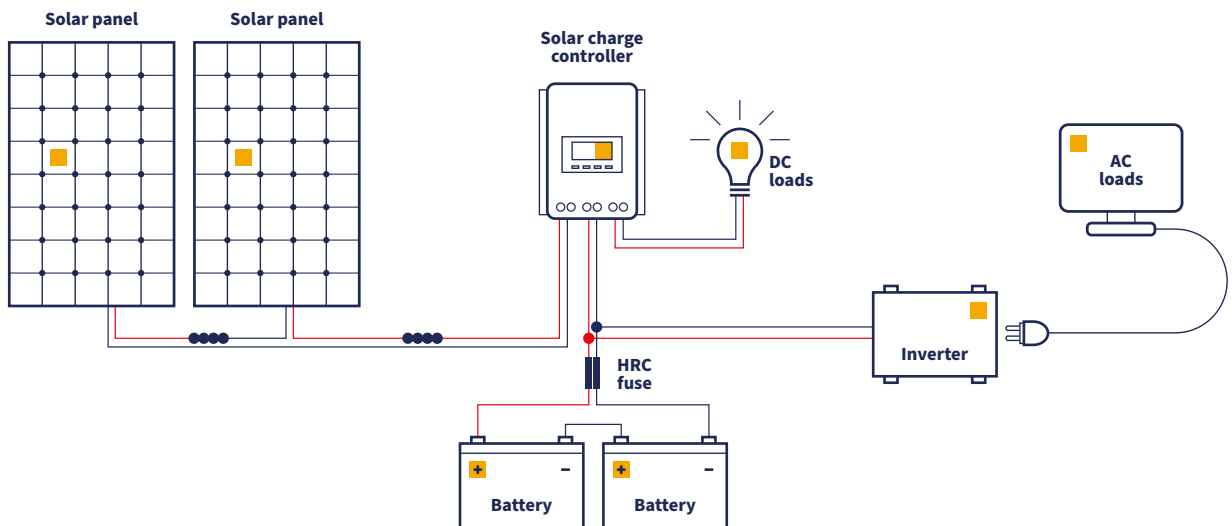 Solar panel
Solar panel
Solar charge
controller
DC
loads
AC
loads
Inverter
HRC
fuse
+
–
+
–
Battery
Battery